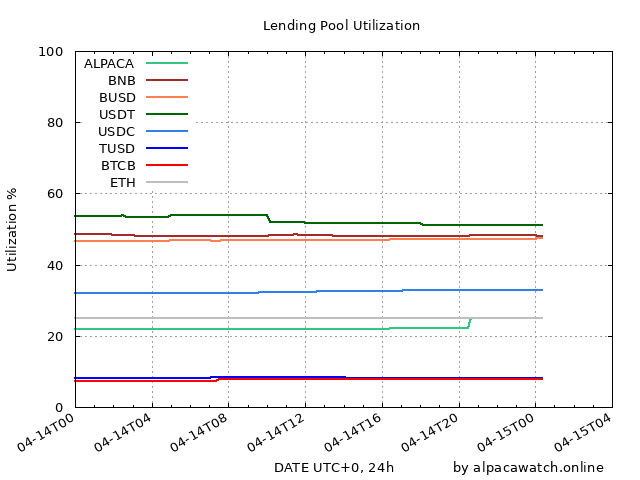 Lending Pool Utilization
100
80
60
40
20
0
Utilization %
ALPACA
BNB
BUSD
USDT
USDC
TUSD
BTCB
ETH
04-14T00
04-14T04
04-14T08
04-14T12
04-14T16
04-14T20
04-15T00
04-15T04
DATE UTC+0, 24h
by alpacawatch.online